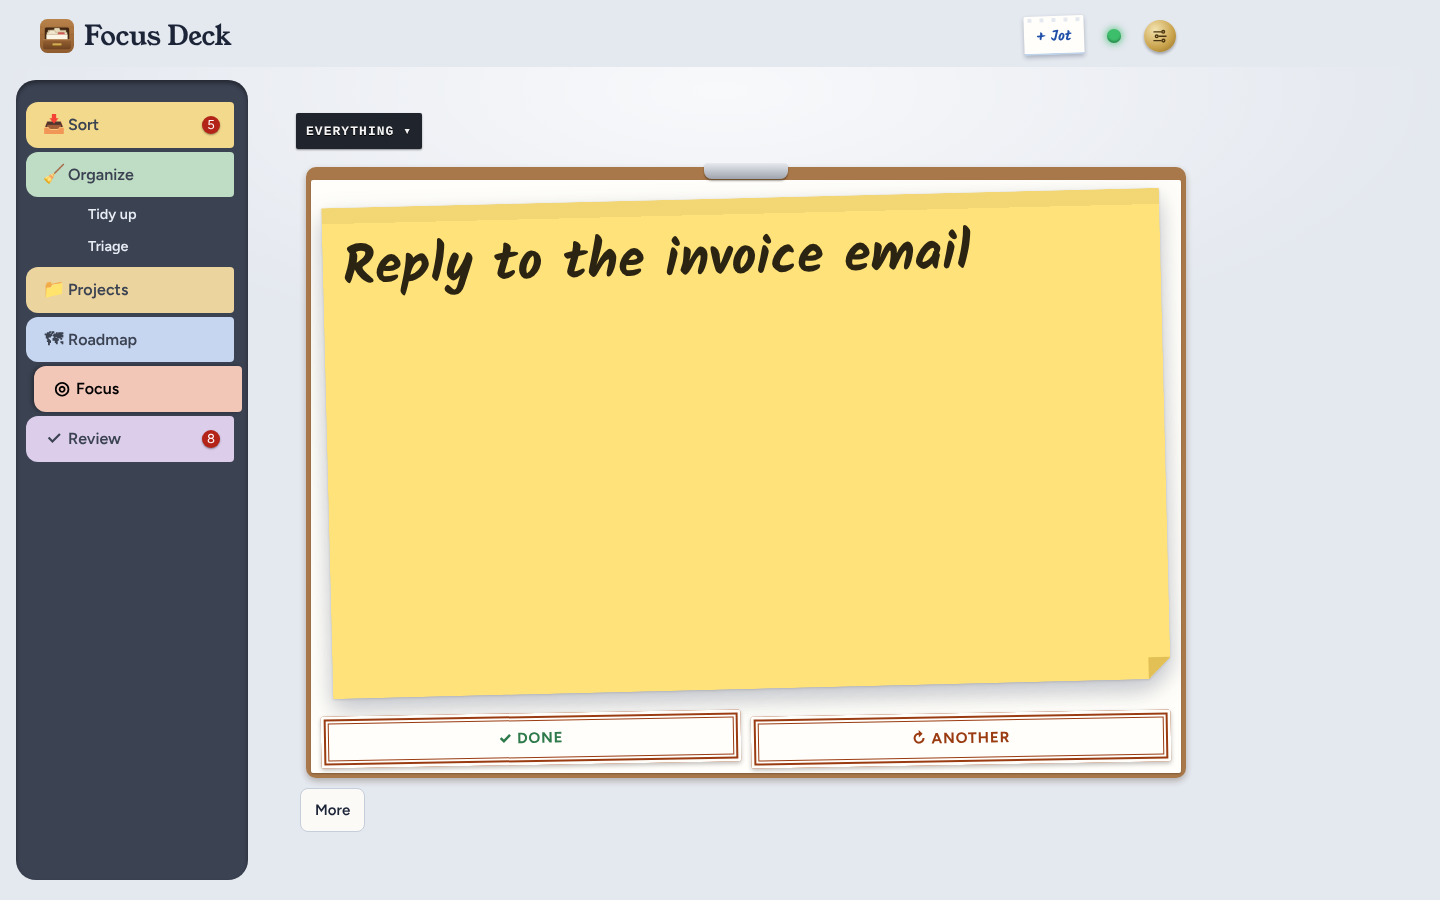 Focus Deck
+ Jot
Sort 5
Organize
Tidy up
Triage
Projects
Roadmap
Focus
Review 8
EVERYTHING ▾
Reply to the invoice email
✓ DONE
↻ ANOTHER
More